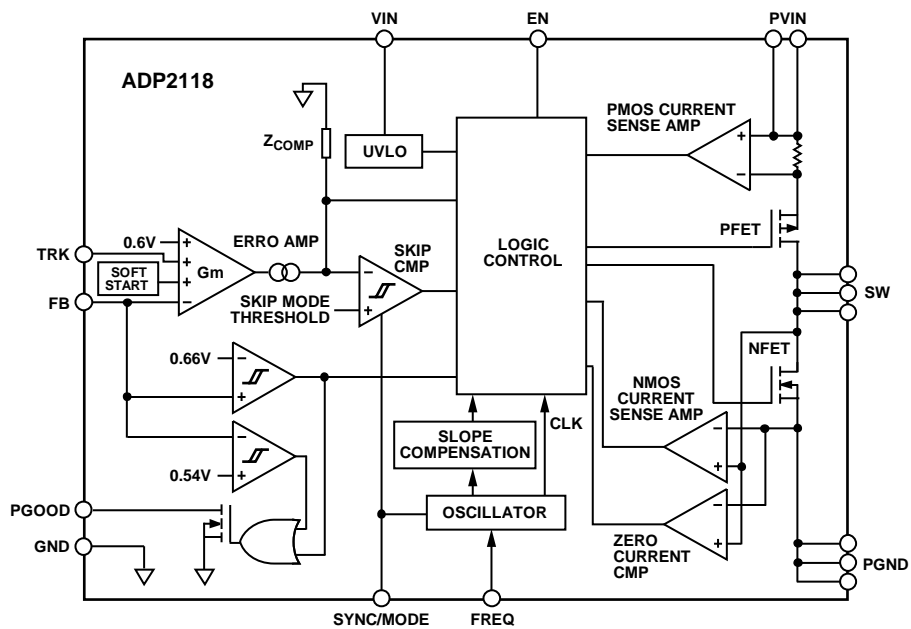 VIN
EN
PVIN
ADP2118
PMOS CURRENT
SENSE AMP
+
−
ZCOMP
UVLO
PFET
0.6V
ERRO AMP
TRK
+
+
+
−
Gm
SOFT
START
SKIP
CMP
−
+
LOGIC
CONTROL
SW
FB
SKIP MODE
THRESHOLD
NFET
0.66V
−
+
NMOS
CURRENT
SENSE AMP
−
+
CLK
SLOPE
COMPENSATION
−
0.54V
+
PGOOD
OSCILLATOR
−
+
GND
ZERO
CURRENT
CMP
PGND
SYNC/MODE
FREQ